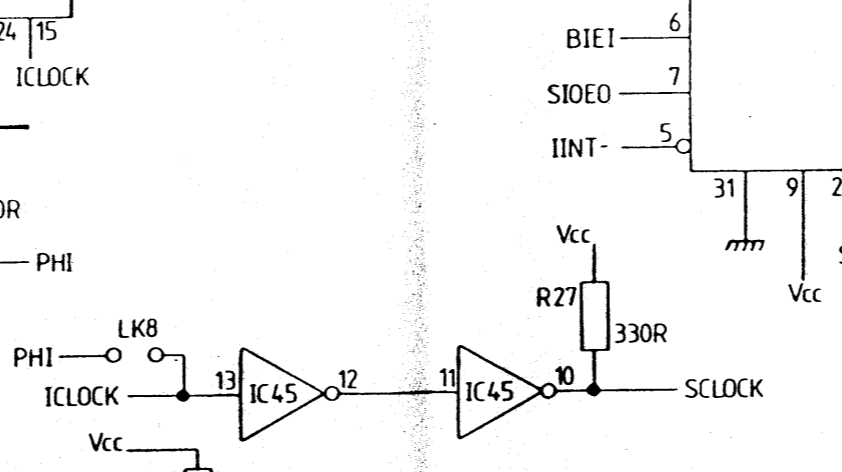 24 15
ICLOCK
0R
PHI
BIEI 6
SIOEO 7
IINT- 5
31 9 2
Vcc
Vcc
R27
330R
LK8
PHI
ICLOCK 13 IC45 12 11 IC45 10 SCLOCK
Vcc